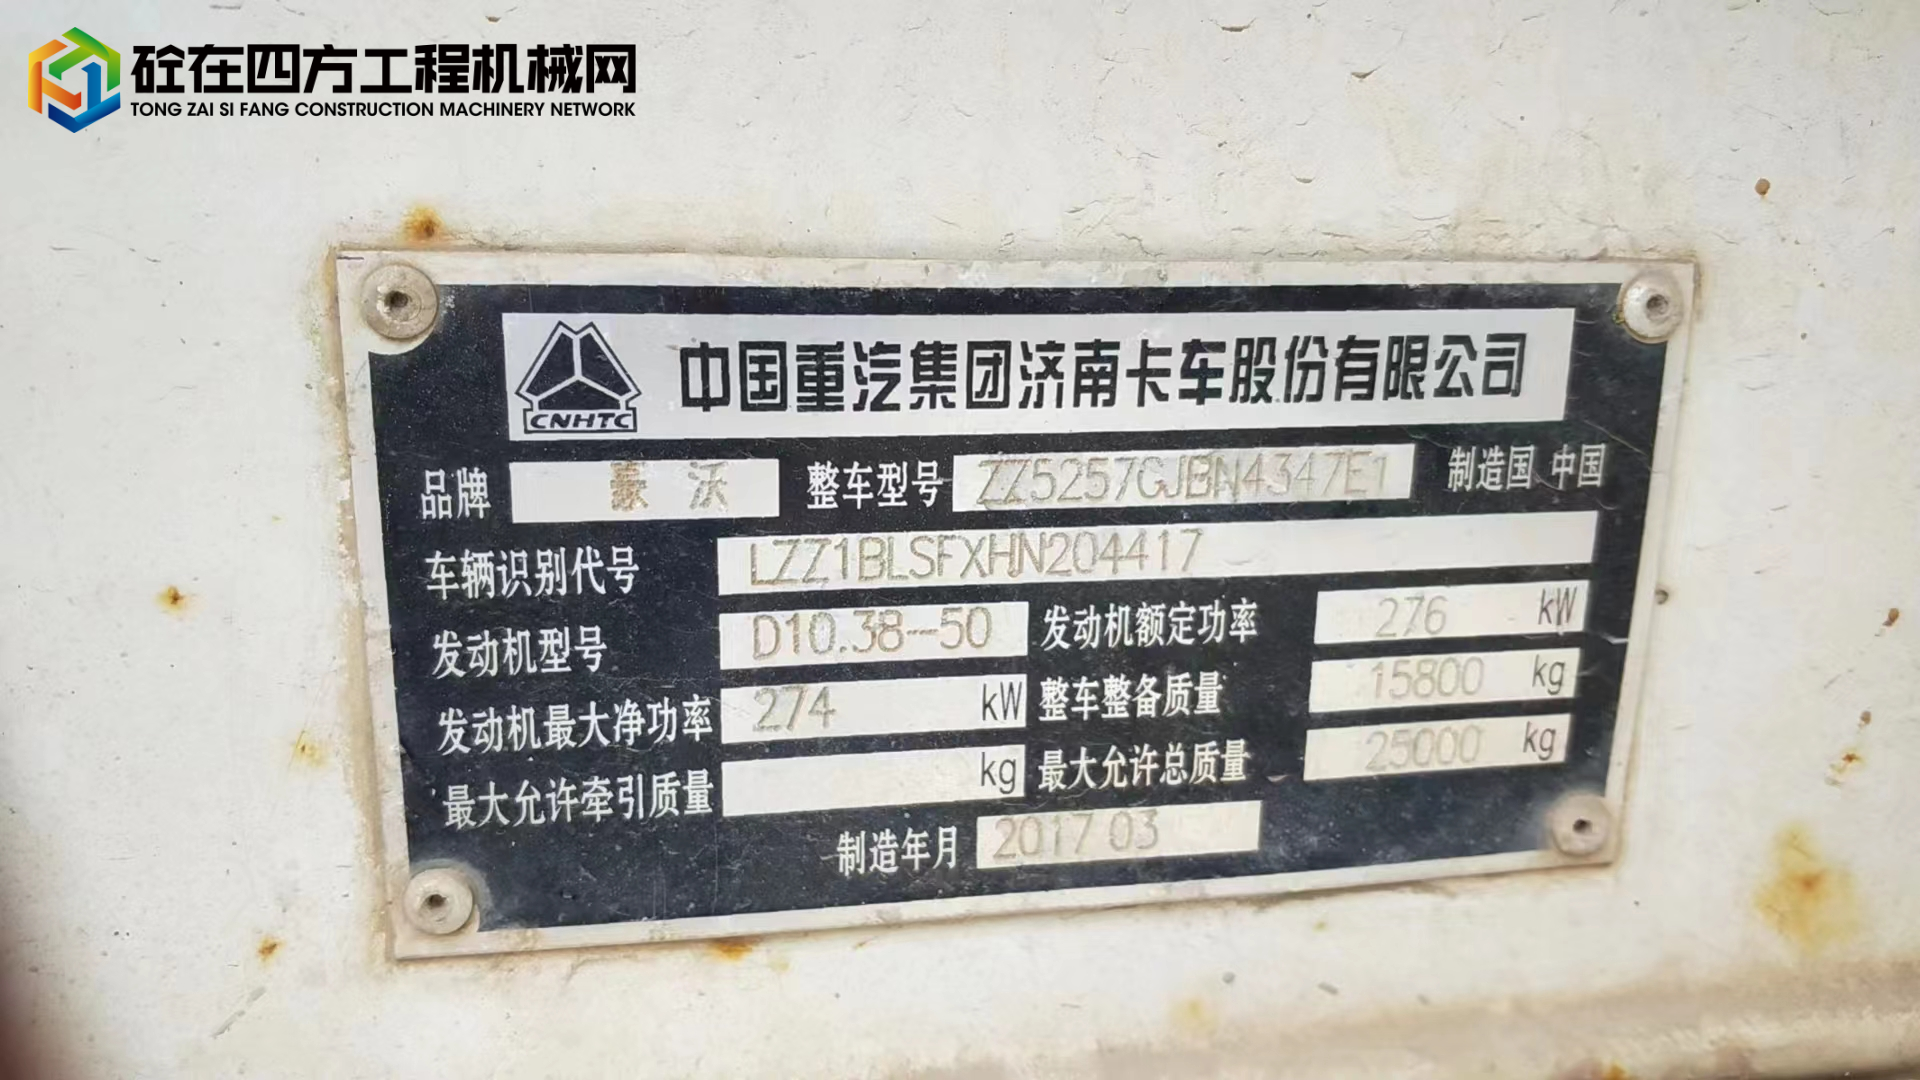 砼在四方工程机械网
TONG ZAI SI FANG CONSTRUCTION MACHINERY NETWORK
CNHTC 中国重汽集团济南卡车股份有限公司
品牌 豪沃 整车型号 ZZ5257GJBN4347E1 制造国 中国
车辆识别代号 LZZ1BLSFXHN204417
发动机型号 D10.38-50 发动机额定功率 276 kW
发动机最大净功率 274 kW 整车整备质量 15800 kg
最大允许牵引质量 kg 最大允许总质量 25000 kg
制造年月 2017 03